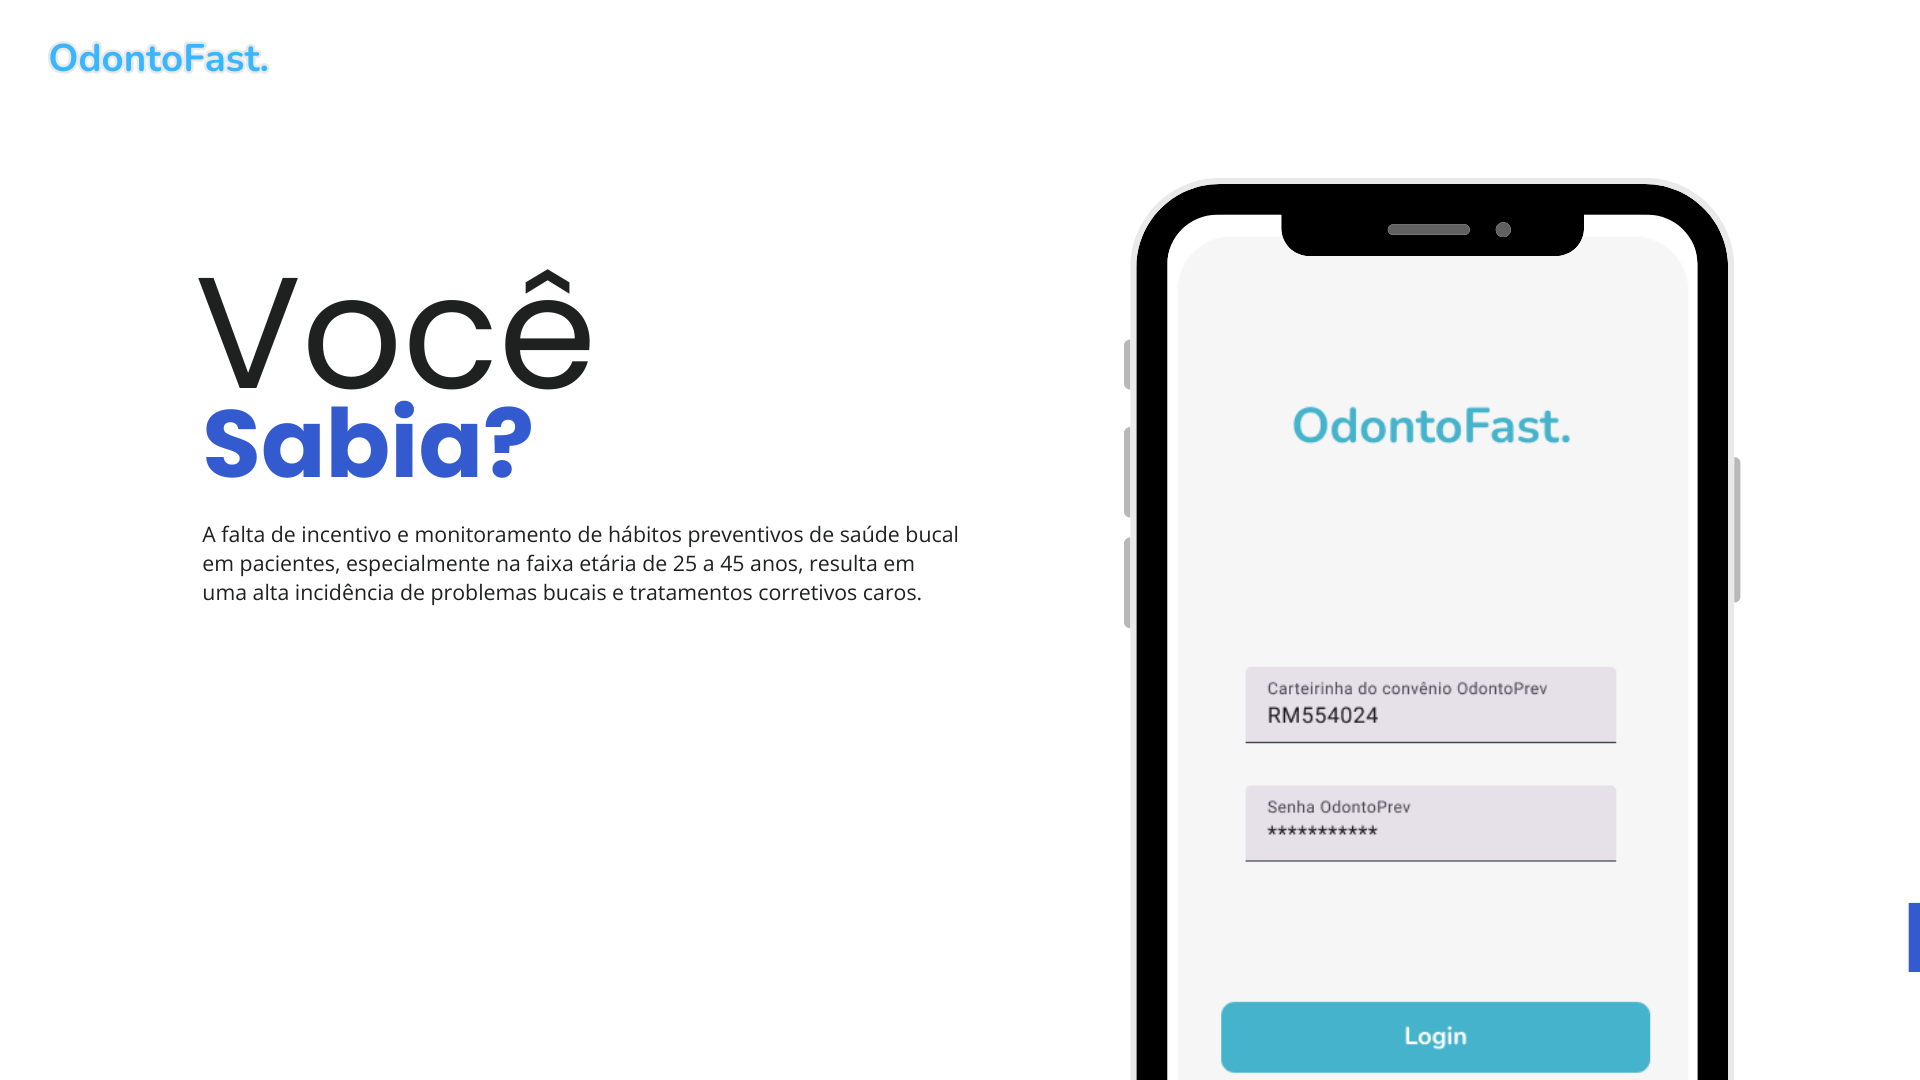 OdontoFast.
Você
Sabia?
A falta de incentivo e monitoramento de hábitos preventivos de saúde bucal
em pacientes, especialmente na faixa etária de 25 a 45 anos, resulta em
uma alta incidência de problemas bucais e tratamentos corretivos caros.
OdontoFast.
Carteirinha do convênio OdontoPrev
RM554024
Senha OdontoPrev
***********
Login